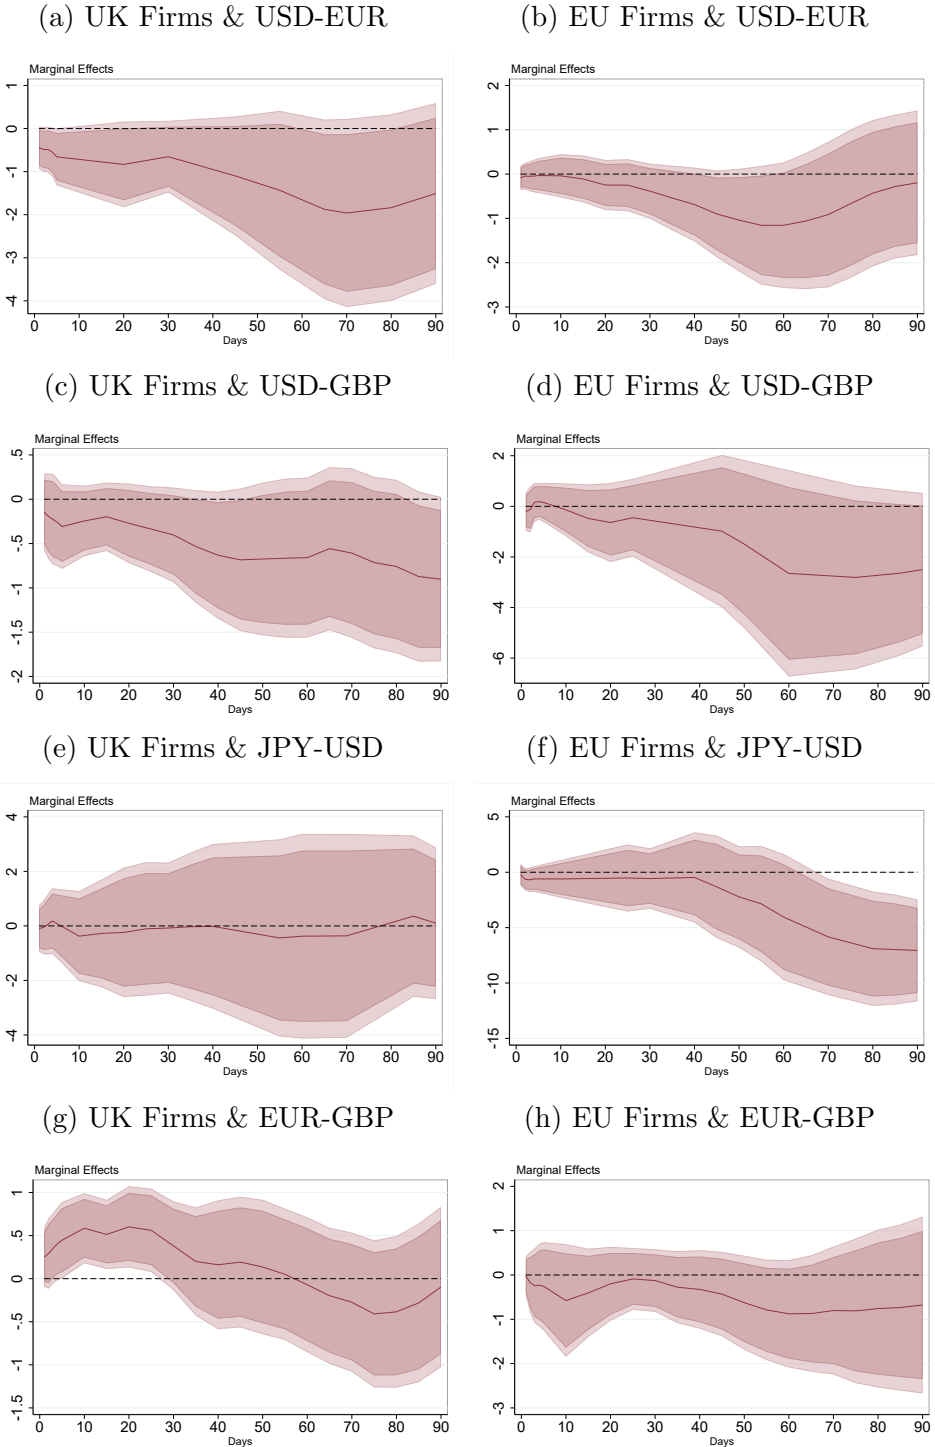 (a) UK Firms & USD-EUR
(b) EU Firms & USD-EUR
Marginal Effects
1
0
-1
-2
-3
-4
0 10 20 30 40 50 60 70 80 90
Days
Marginal Effects
2
1
0
-1
-2
-3
0 10 20 30 40 50 60 70 80 90
Days
(c) UK Firms & USD-GBP
(d) EU Firms & USD-GBP
Marginal Effects
.5
0
-.5
-1
-1.5
-2
0 10 20 30 40 50 60 70 80 90
Days
Marginal Effects
2
0
-2
-4
-6
0 10 20 30 40 50 60 70 80 90
Days
(e) UK Firms & JPY-USD
(f) EU Firms & JPY-USD
Marginal Effects
4
2
0
-2
-4
0 10 20 30 40 50 60 70 80 90
Days
Marginal Effects
5
0
-5
-10
-15
0 10 20 30 40 50 60 70 80 90
Days
(g) UK Firms & EUR-GBP
(h) EU Firms & EUR-GBP
Marginal Effects
1
.5
0
-.5
-1
-1.5
0 10 20 30 40 50 60 70 80 90
Days
Marginal Effects
2
1
0
-1
-2
-3
0 10 20 30 40 50 60 70 80 90
Days